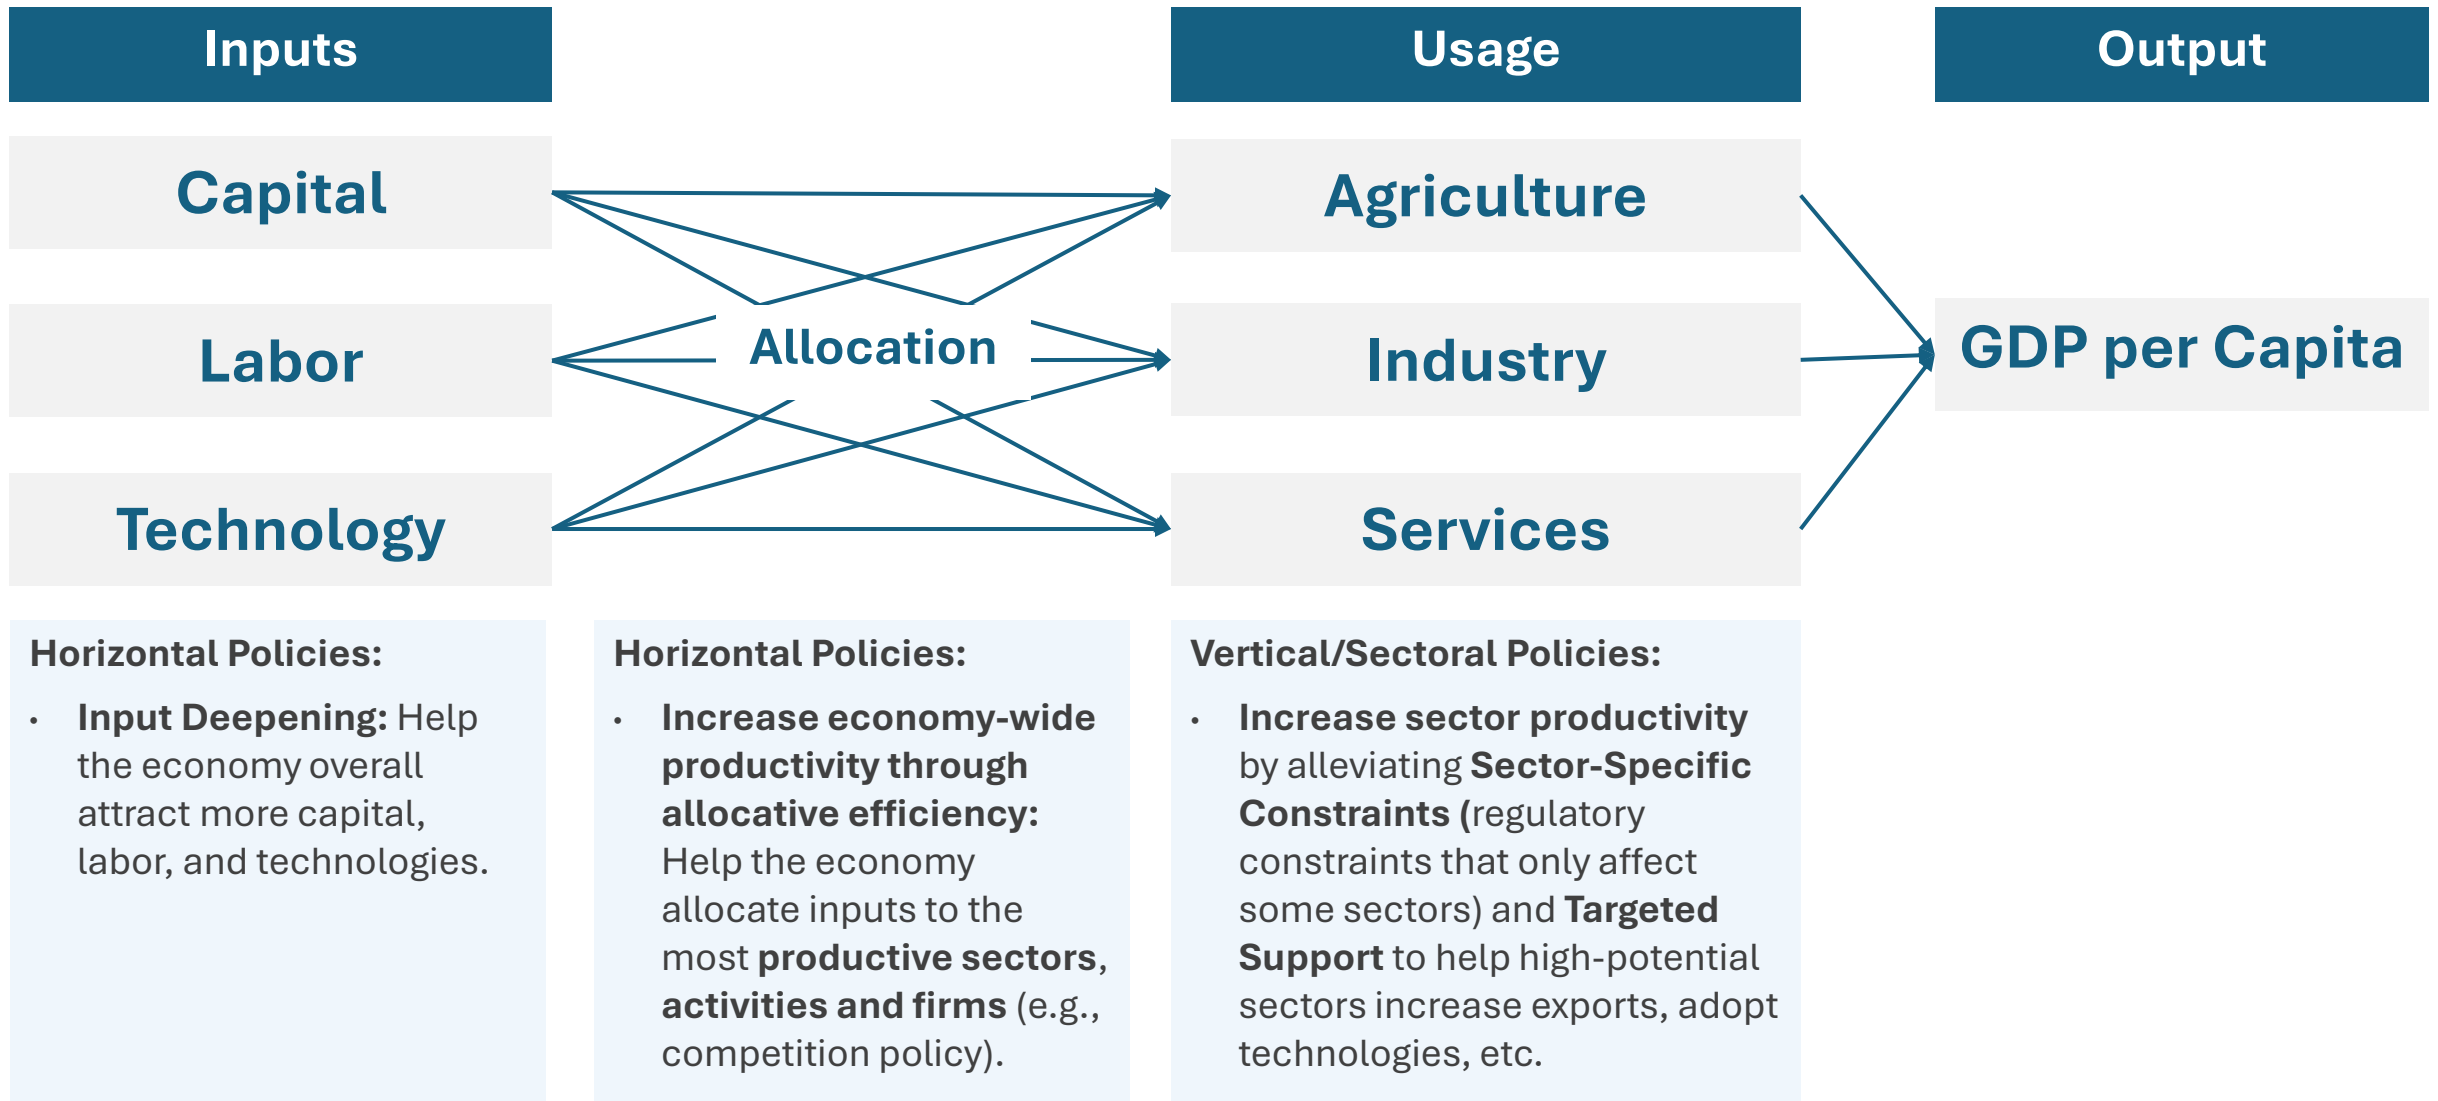 Inputs
Usage
Output
Capital
Agriculture
Labor
Allocation
Industry
GDP per Capita
Technology
Services
Horizontal Policies:
• Input Deepening: Help
the economy overall
attract more capital,
labor, and technologies.
Horizontal Policies:
• Increase economy-wide
productivity through
allocative efficiency:
Help the economy
allocate inputs to the
most productive sectors,
activities and firms (e.g.,
competition policy).
Vertical/Sectoral Policies:
• Increase sector productivity
by alleviating Sector-Specific
Constraints (regulatory
constraints that only affect
some sectors) and Targeted
Support to help high-potential
sectors increase exports, adopt
technologies, etc.